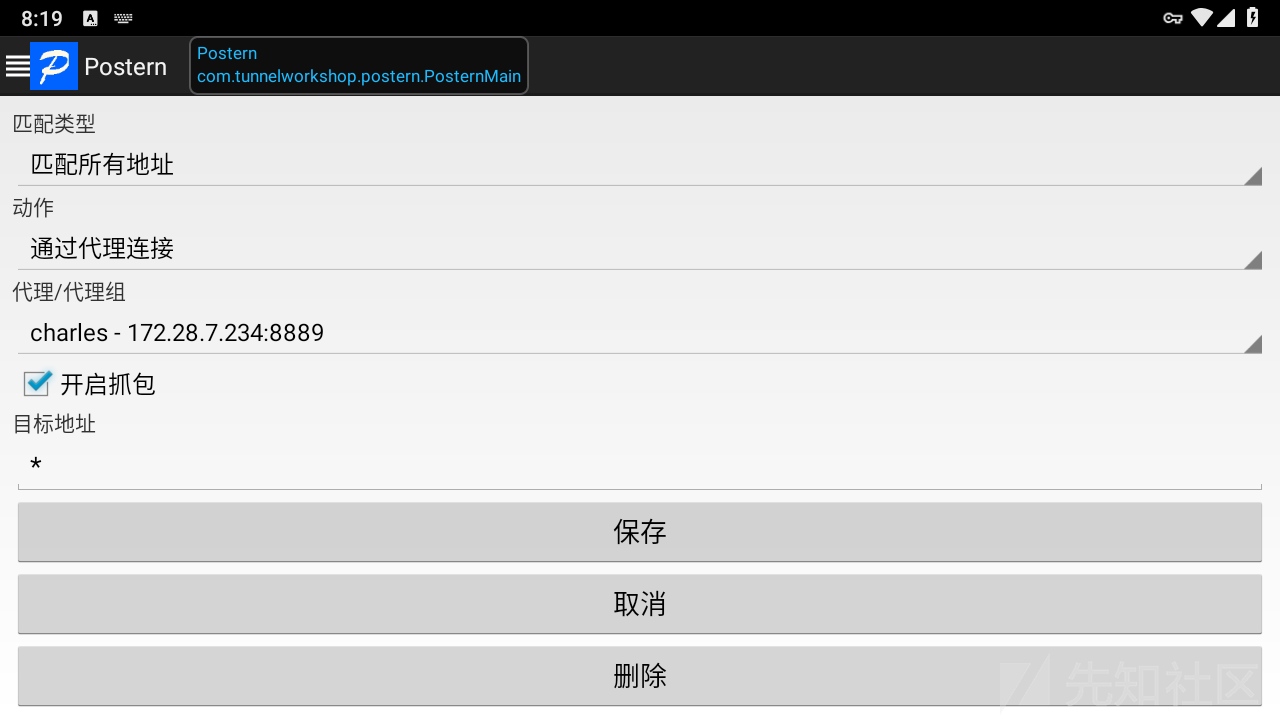 8:19
Postern
Postern
com.tunnelworkshop.postern.PosternMain
匹配类型
匹配所有地址
动作
通过代理连接
代理/代理组
charles - 172.28.7.234:8889
开启抓包
目标地址
*
保存
取消
删除
先知社区